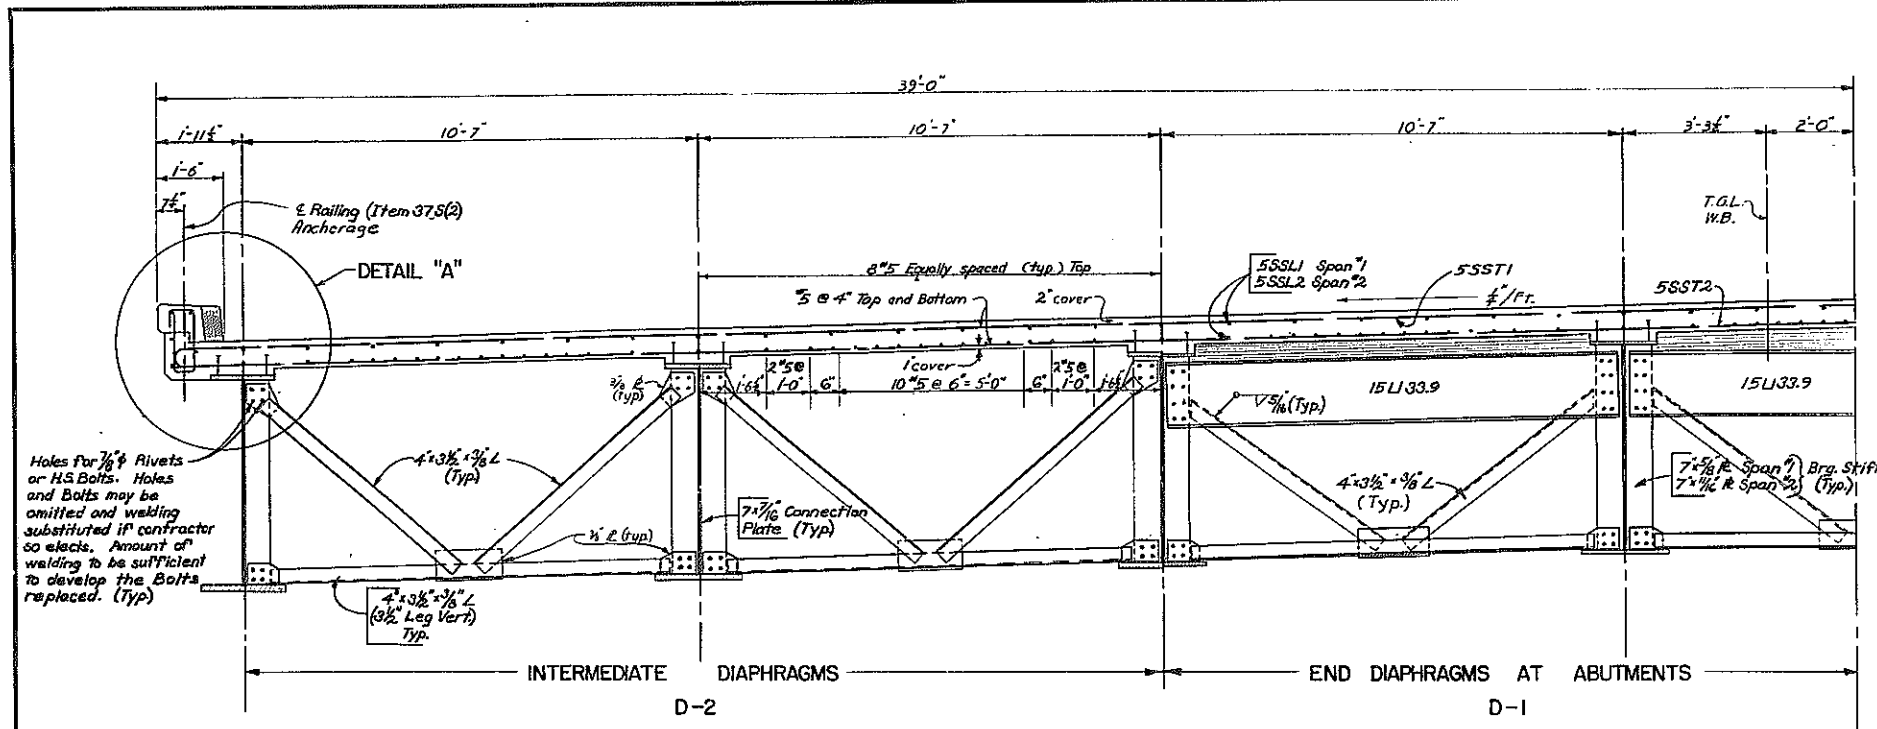 39'-0"
1'-11¼" 10'-7" 10'-7" 10'-7" 3'-3¼" 2'-0"
1'-6"
7½"
℄ Railing (Item 37S(2)
Anchorage
T.G.L.
W.B.
DETAIL "A"
8 #5 Equally spaced (typ.) Top
5SSL1 Span #1
5SSL2 Span #2
5SST1
#5 @ 4" Top and Bottom
2" cover
¼"/Ft.
5SST2
1" cover
3/8 ℄
(Typ)
1'-6½"
2 #5 @
1'-0"
6"
10 #5 @ 6" = 5'-0"
6"
2 #5 @
1'-0"
1'-6½"
15⊔33.9
15⊔33.9
5/16 (Typ.)
Holes for 7/8"ϕ Rivets
or H.S. Bolts. Holes
and Bolts may be
omitted and welding
substituted if contractor
so elects. Amount of
welding to be sufficient
to develop the Bolts
replaced. (Typ.)
4"x3½"x3/8 L
(Typ)
4"x3½"x3/8 L
(Typ.)
7"x5/8" ℄ Span #1
7"x11/16" ℄ Span #2
Brg. Stiff
(Typ.)
7x7/16" Connection
Plate (Typ)
℄ (typ)
4"x3½"x3/8" L
(3½" Leg Vert.)
Typ.
INTERMEDIATE DIAPHRAGMS
D-2
END DIAPHRAGMS AT ABUTMENTS
D-1